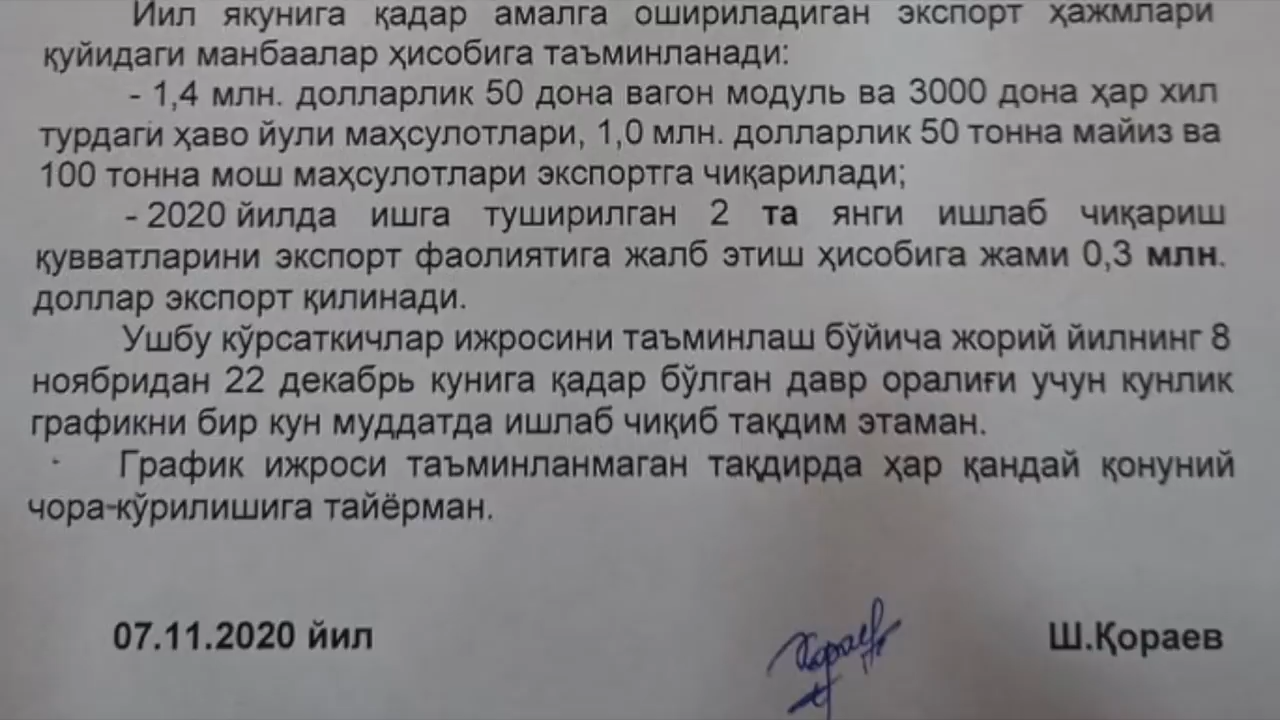 Йил якунига қадар амалга ошириладиган экспорт ҳажмлари
қуйидаги манбаалар ҳисобига таъминланади:
- 1,4 млн. долларлик 50 дона вагон модуль ва 3000 дона ҳар хил
турдаги ҳаво йули маҳсулотлари, 1,0 млн. долларлик 50 тонна майиз ва
100 тонна мош маҳсулотлари экспортга чиқарилади;
- 2020 йилда ишга туширилган 2 та янги ишлаб чиқариш
қувватларини экспорт фаолиятига жалб этиш ҳисобига жами 0,3 млн.
доллар экспорт қилинади.
Ушбу кўрсаткичлар ижросини таъминлаш бўйича жорий йилнинг 8
ноябридан 22 декабрь кунига қадар бўлган давр оралиғи учун кунлик
графикни бир кун муддатда ишлаб чиқиб тақдим этаман.
График ижроси таъминланмаган тақдирда ҳар қандай қонуний
чора-кўрилишига тайёрман.
07.11.2020 йил Ш.Қораев